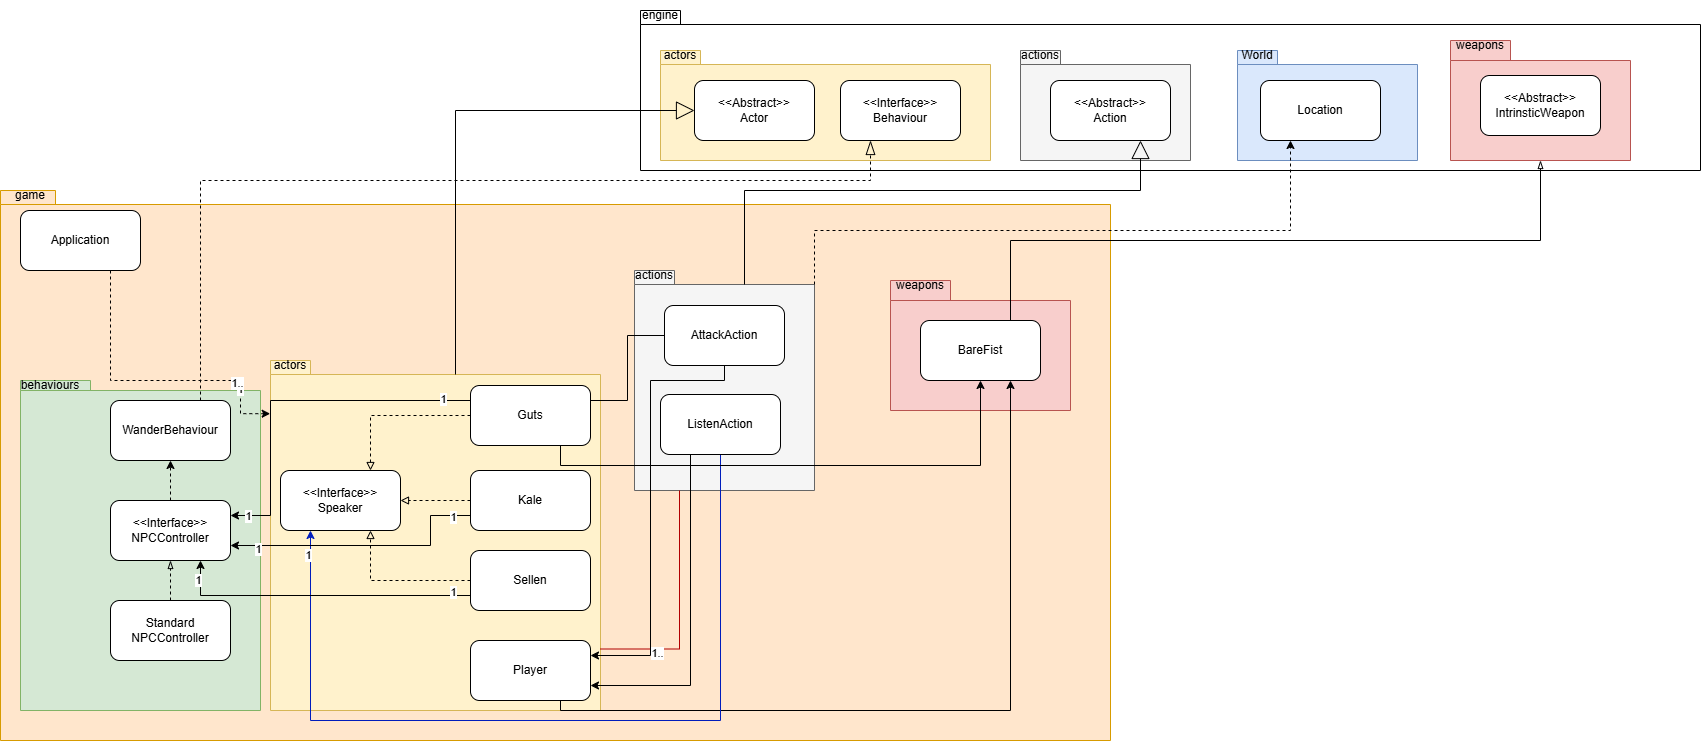 engine
actors
<<Abstract>>
Actor
<<Interface>>
Behaviour
actions
<<Abstract>>
Action
World
Location
weapons
<<Abstract>>
IntrinsticWeapon
game
Application
behaviours
WanderBehaviour
<<Interface>>
NPCController
Standard
NPCController
1..
actors
1
Guts
<<Interface>>
Speaker
Kale
1
1
1
1
Sellen
1
1
Player
1..
actions
AttackAction
ListenAction
weapons
BareFist